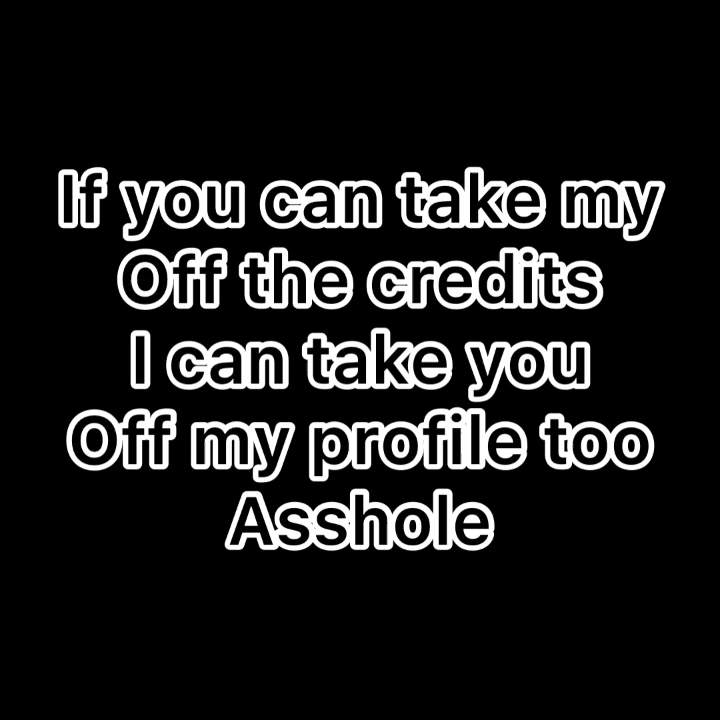 If you can take my
Off the credits
I can take you
Off my profile too
Asshole